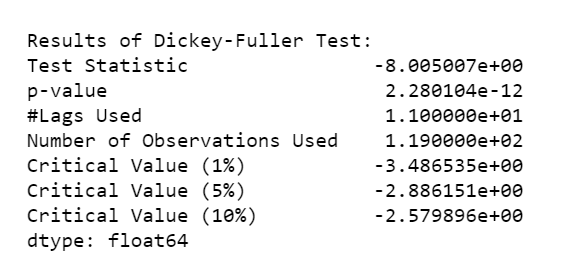 Results of Dickey-Fuller Test:
Test Statistic -8.005007e+00
p-value 2.280104e-12
#Lags Used 1.100000e+01
Number of Observations Used 1.190000e+02
Critical Value (1%) -3.486535e+00
Critical Value (5%) -2.886151e+00
Critical Value (10%) -2.579896e+00
dtype: float64